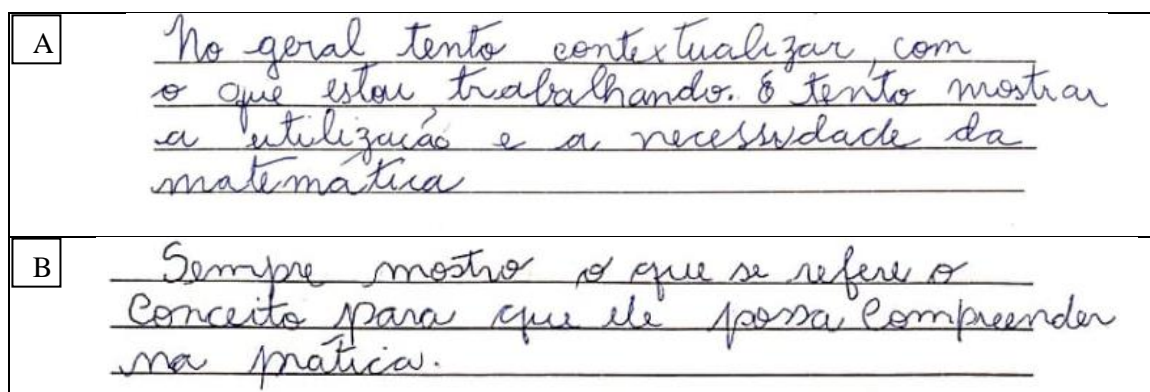 A
No geral tento contextualizar, com
o que estou trabalhando. E tento mostrar
a utilização e a necessidade da
matemática
B
Sempre mostro o que se refere o
Conceito para que ele possa Compreender
na prática.